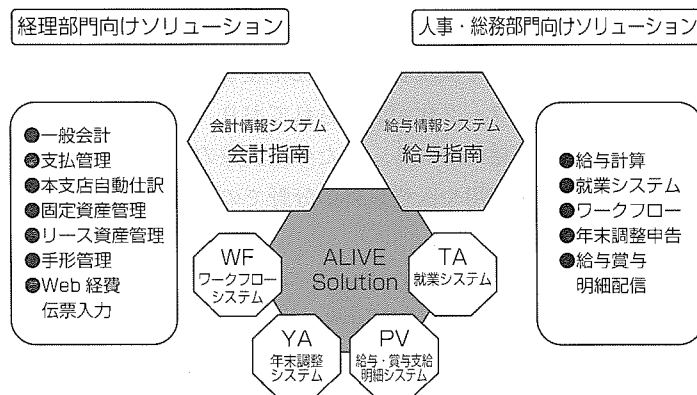 経理部門向けソリューション
人事・総務部門向けソリューション
●一般会計
●支払管理
●本支店自動仕訳
●固定資産管理
●リース資産管理
●手形管理
●Web 経費
伝票入力
会計情報システム
会計指南
給与情報システム
給与指南
ALIVE
Solution
WF
ワークフロー
システム
TA
就業システム
YA
年末調整
システム
PV
給与・賞与支給
明細システム
●給与計算
●就業システム
●ワークフロー
●年末調整申告
●給与賞与
明細配信